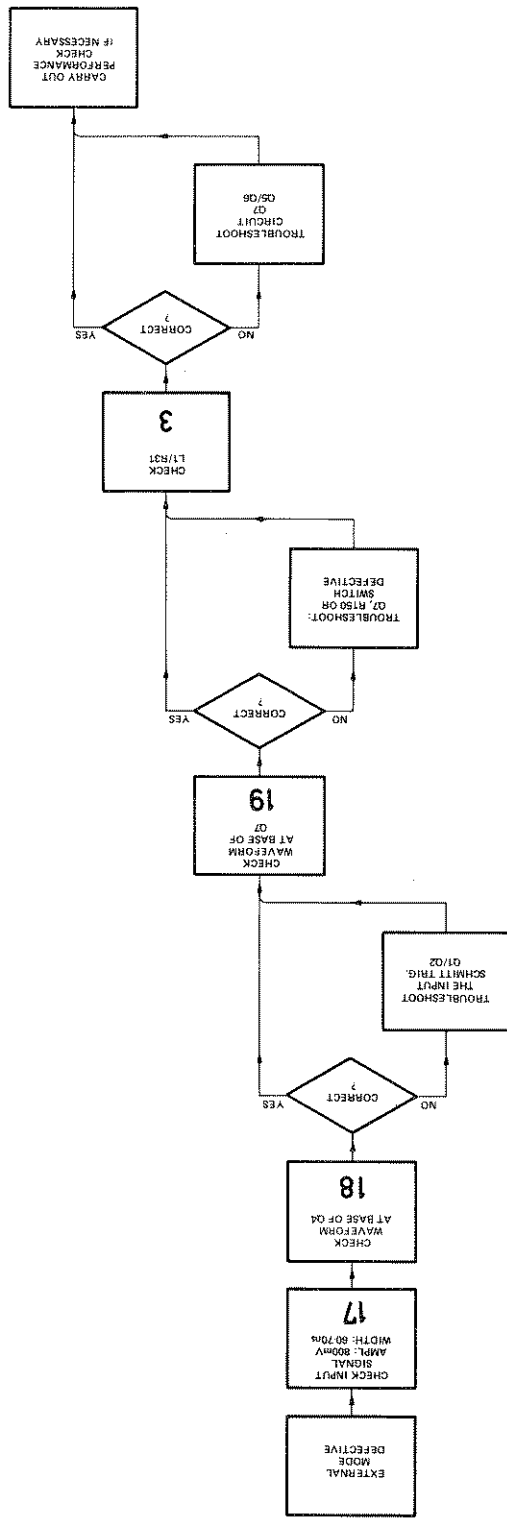 EXTERNAL
MODE
DEFECTIVE
CHECK INPUT
SIGNAL
AMPL: 800mV
WIDTH: 60-70ns
17
CHECK
WAVEFORM
AT BASE OF Q4
18
CORRECT
?
NO
YES
TROUBLESHOOT
THE INPUT
SCHMITT TRIG.
Q1/Q2
CHECK
WAVEFORM
AT BASE OF
Q7
19
CORRECT
?
NO
YES
TROUBLESHOOT:
Q7, R150 OR
SWITCH
DEFECTIVE
CHECK
L1/R31
3
CORRECT
?
NO
YES
TROUBLESHOOT
Q7
CIRCUIT
Q5/Q6
CARRY OUT
PERFORMANCE
CHECK
IF NECESSARY